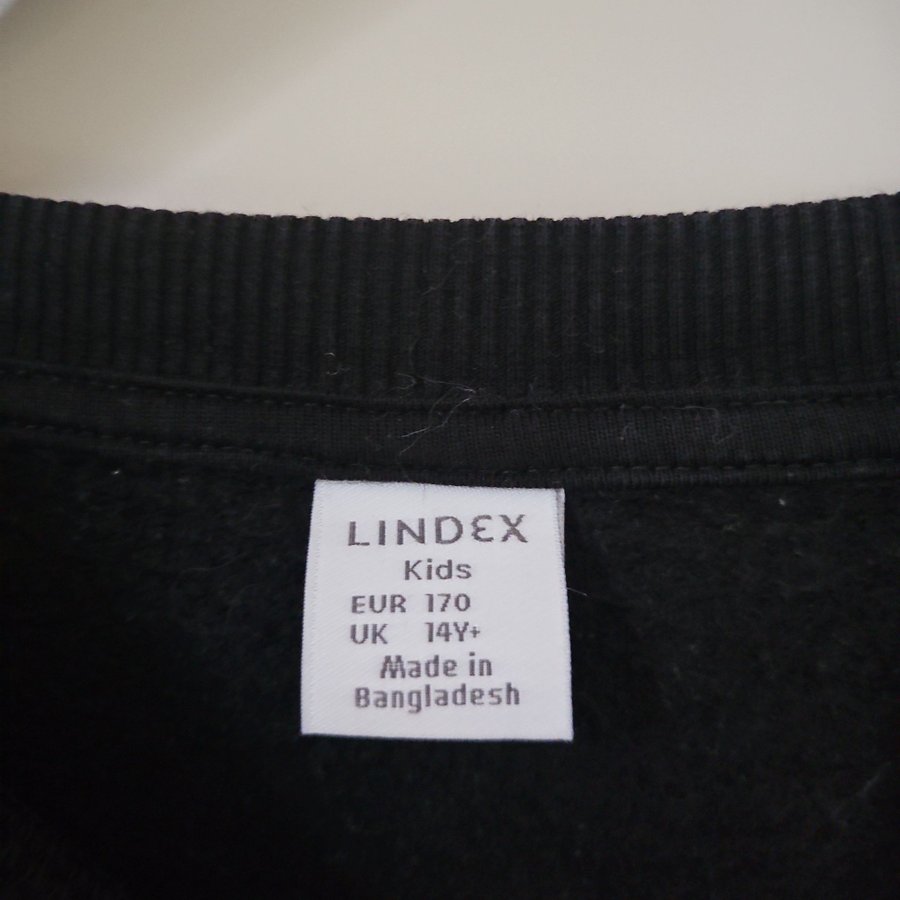 LINDEX
Kids
EUR 170
UK 14Y+
Made in
Bangladesh